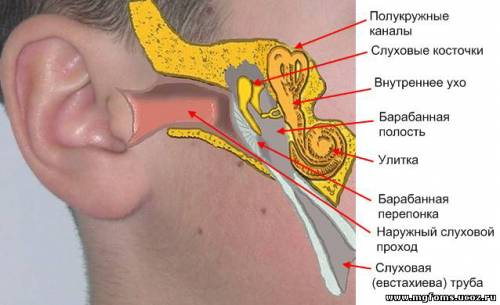 Полукружные
каналы
Слуховые косточки
Внутреннее ухо
Барабанная
полость
Улитка
Барабанная
перепонка
Наружный слуховой
проход
Слуховая
(евстахиева) труба
www.mgfoms.ucoz.ru